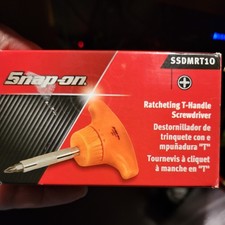 SSDMRT10
Snap-on
Ratcheting T-Handle
Screwdriver
Destornillador de
trinquete con e
mpuñadura "T"
Tournevis à cliquet
à manche en "T"